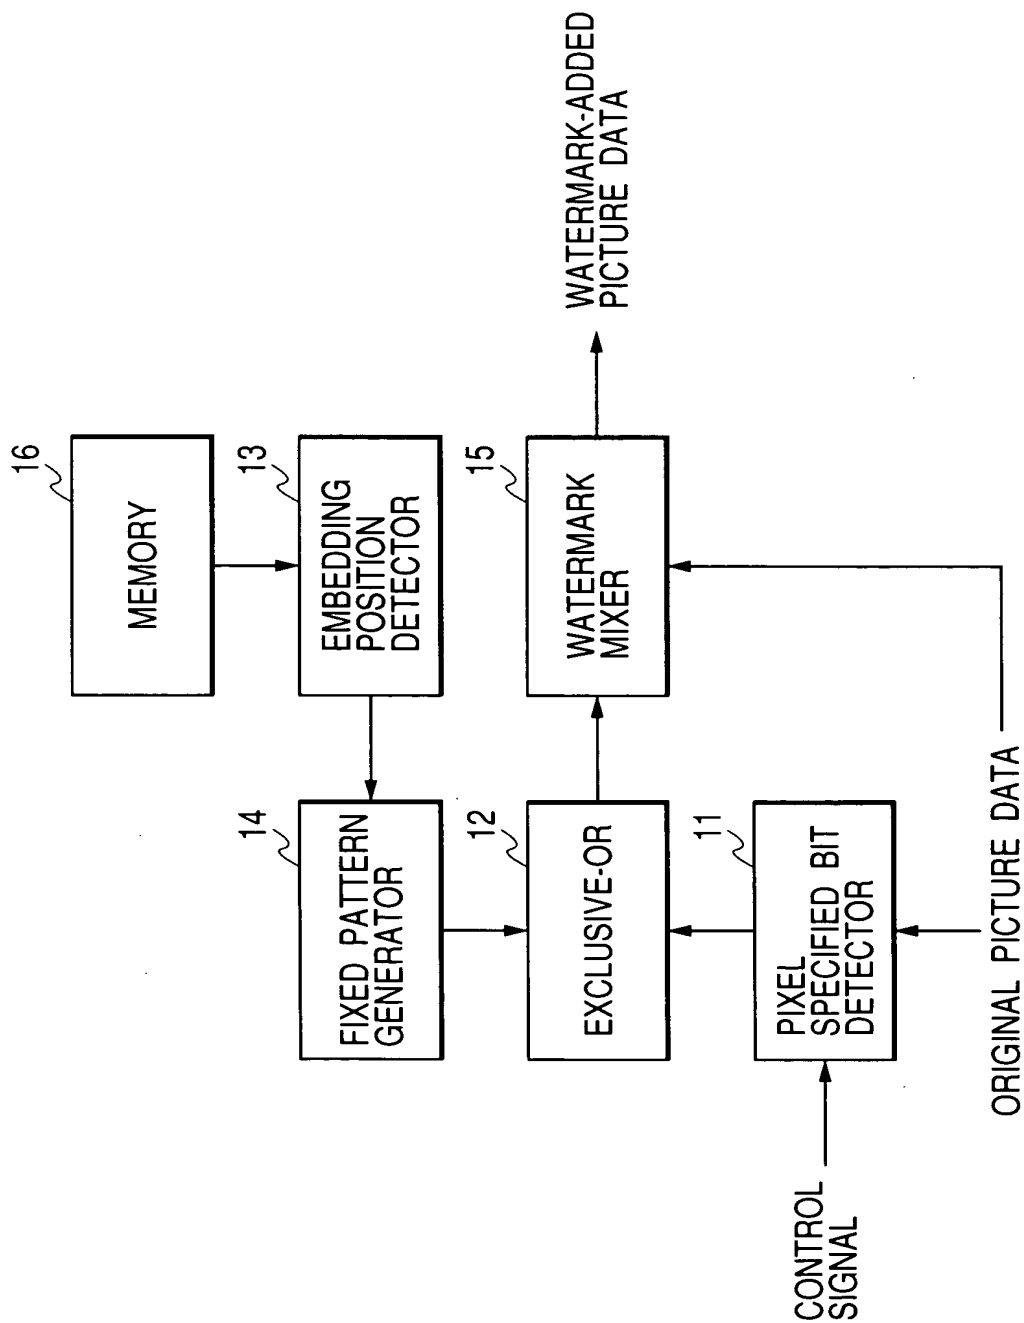 16
MEMORY
13
EMBEDDING
POSITION
DETECTOR
14
FIXED PATTERN
GENERATOR
12
EXCLUSIVE-OR
15
WATERMARK
MIXER
WATERMARK-ADDED
PICTURE DATA
11
PIXEL
SPECIFIED BIT
DETECTOR
CONTROL
SIGNAL
ORIGINAL PICTURE DATA